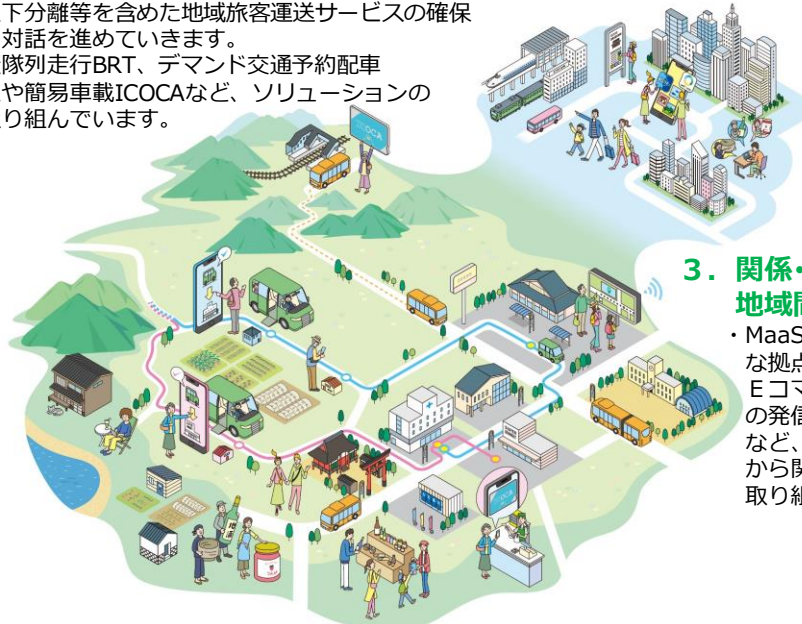 下分離等を含めた地域旅客運送サービスの確保
対話を進めていきます。
隊列走行BRT、デマンド交通予約配車
や簡易車載ICOCAなど、ソリューションの
り組んでいます。
ICOCA
3．関係・
地域間
・MaaS
な拠点
Ｅコマ
の発信
など、
から関
取り組
地酒
ICOCA